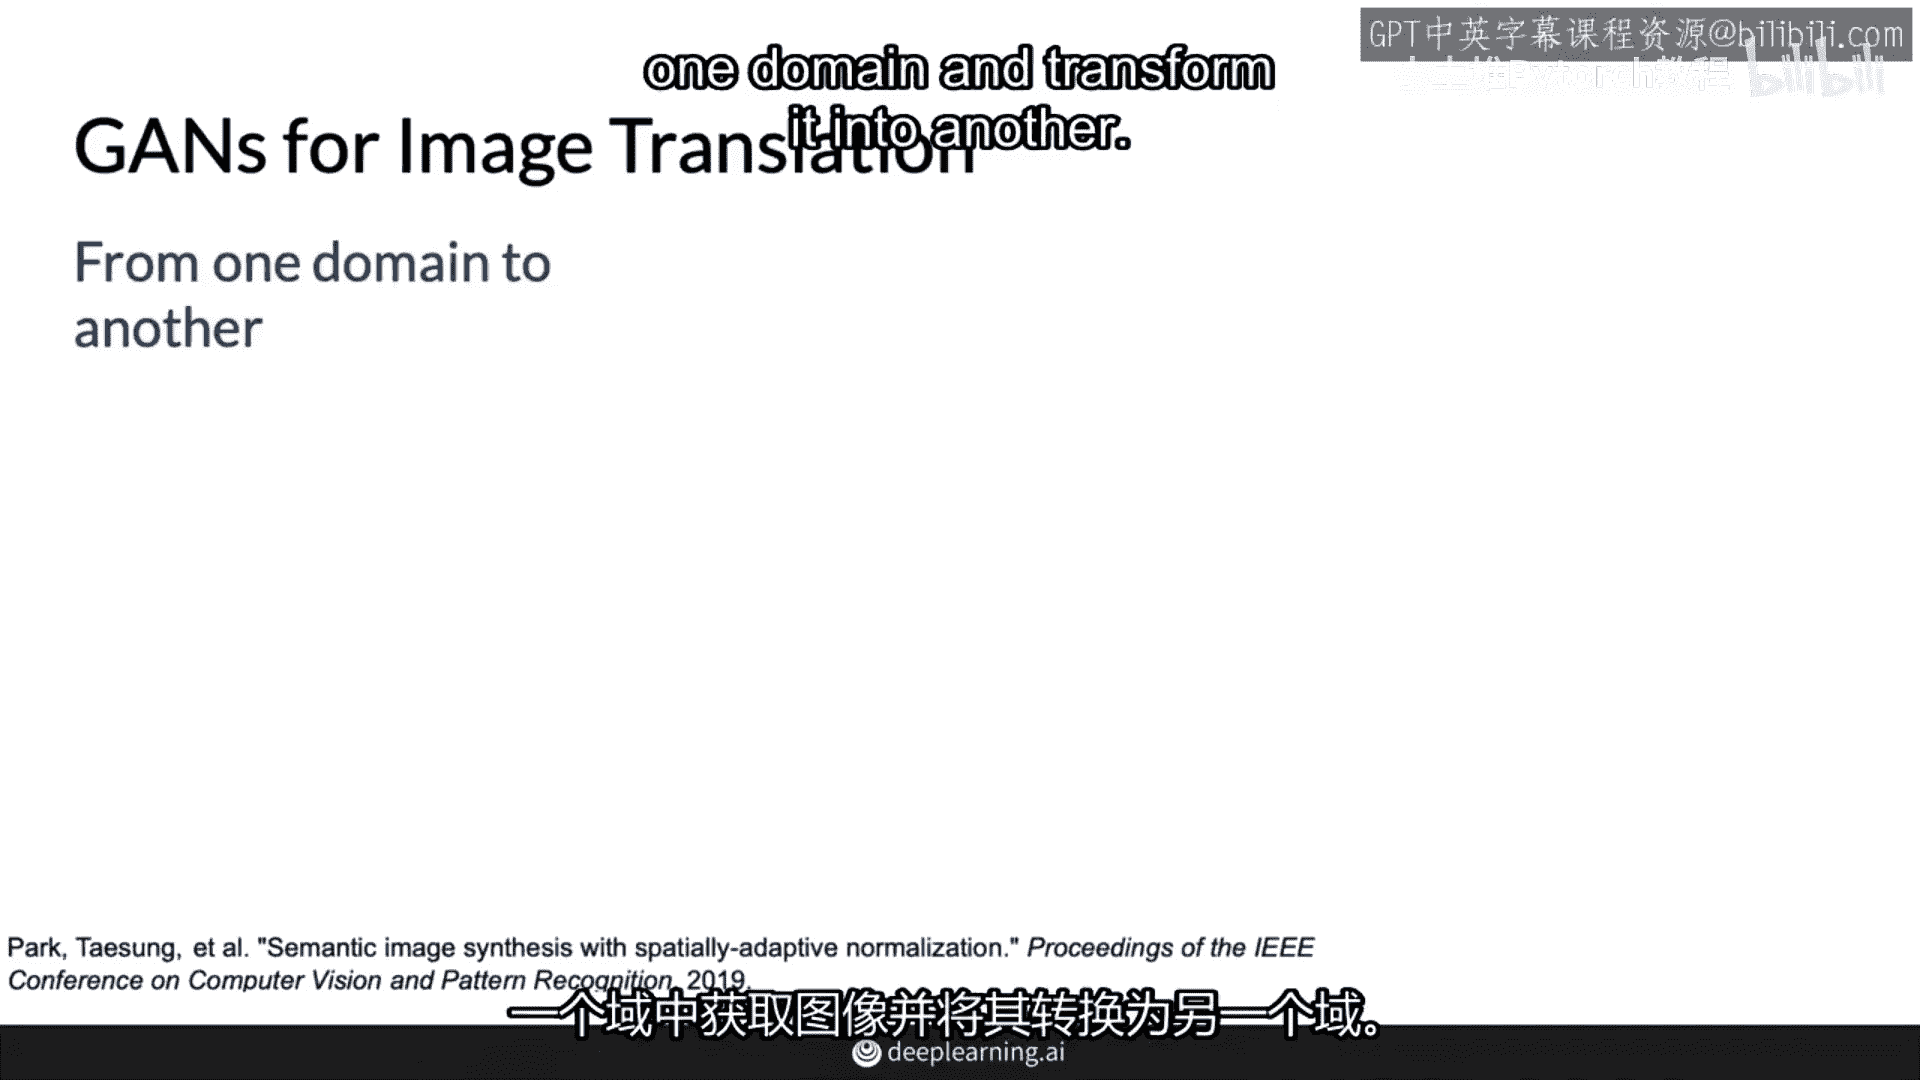 GPT中英字幕课程资源@bilibili.com
one domain and transform
it into another.
GANs for Image Translation
From one domain to
another
Park, Taesung, et al. "Semantic image synthesis with spatially-adaptive normalization." Proceedings of the IEEE
Conference on Computer Vision and Pattern Recognition, 2019.
一个域中获取图像并将其转换为另一个域。
deeplearning.ai
bilibili